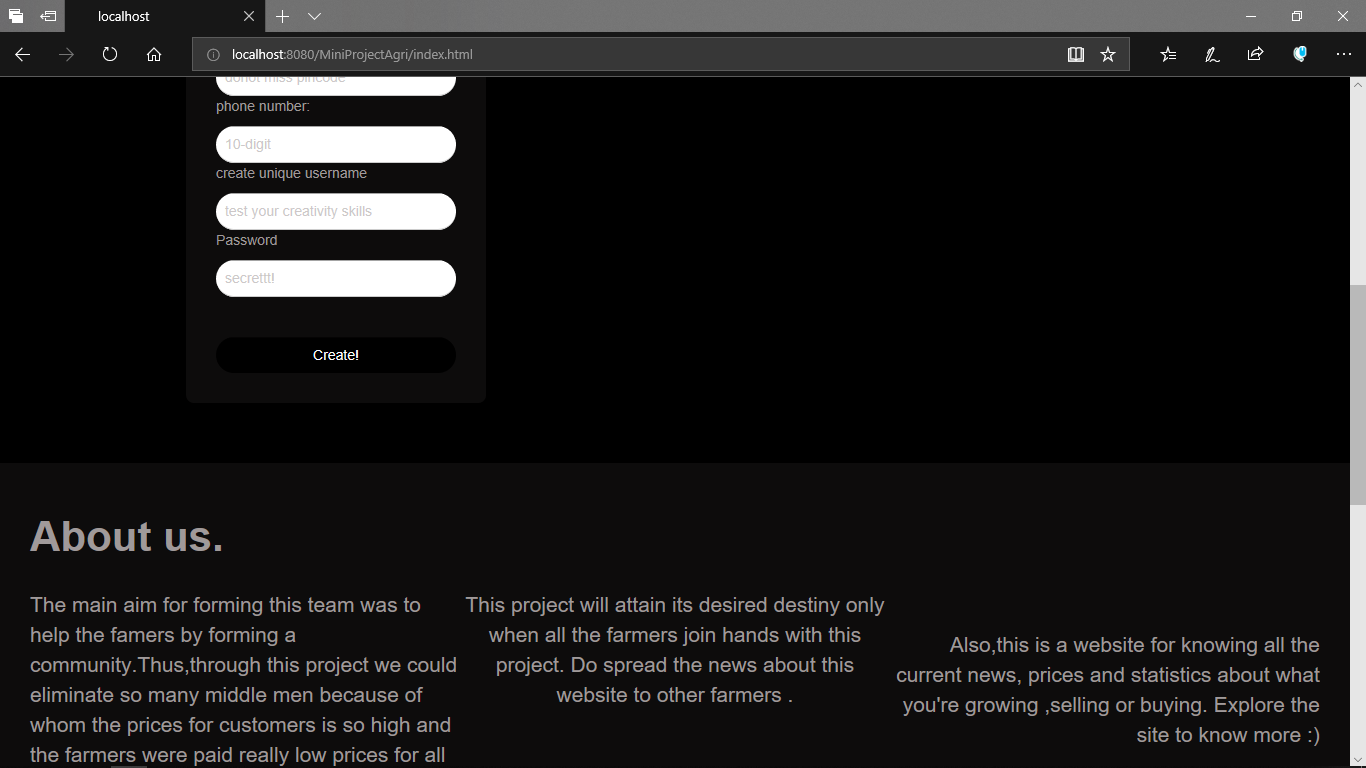 localhost
localhost:8080/MiniProjectAgri/index.html
donot miss pincode
phone number:
10-digit
create unique username
test your creativity skills
Password
secrettt!
Create!
About us.
The main aim for forming this team was to
help the famers by forming a
community.Thus,through this project we could
eliminate so many middle men because of
whom the prices for customers is so high and
the farmers were paid really low prices for all
This project will attain its desired destiny only
when all the farmers join hands with this
project. Do spread the news about this
website to other farmers .
Also,this is a website for knowing all the
current news, prices and statistics about what
you're growing ,selling or buying. Explore the
site to know more :)